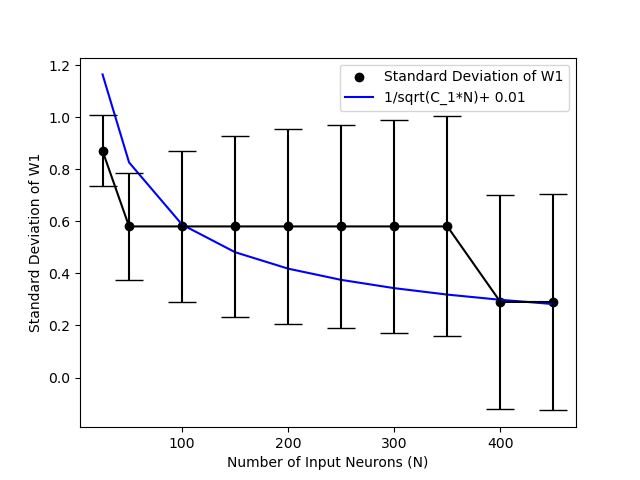 Standard Deviation of W1
1/sqrt(C_1*N)+ 0.01
1.2
1.0
0.8
0.6
0.4
0.2
0.0
Standard Deviation of W1
100
200
300
400
Number of Input Neurons (N)